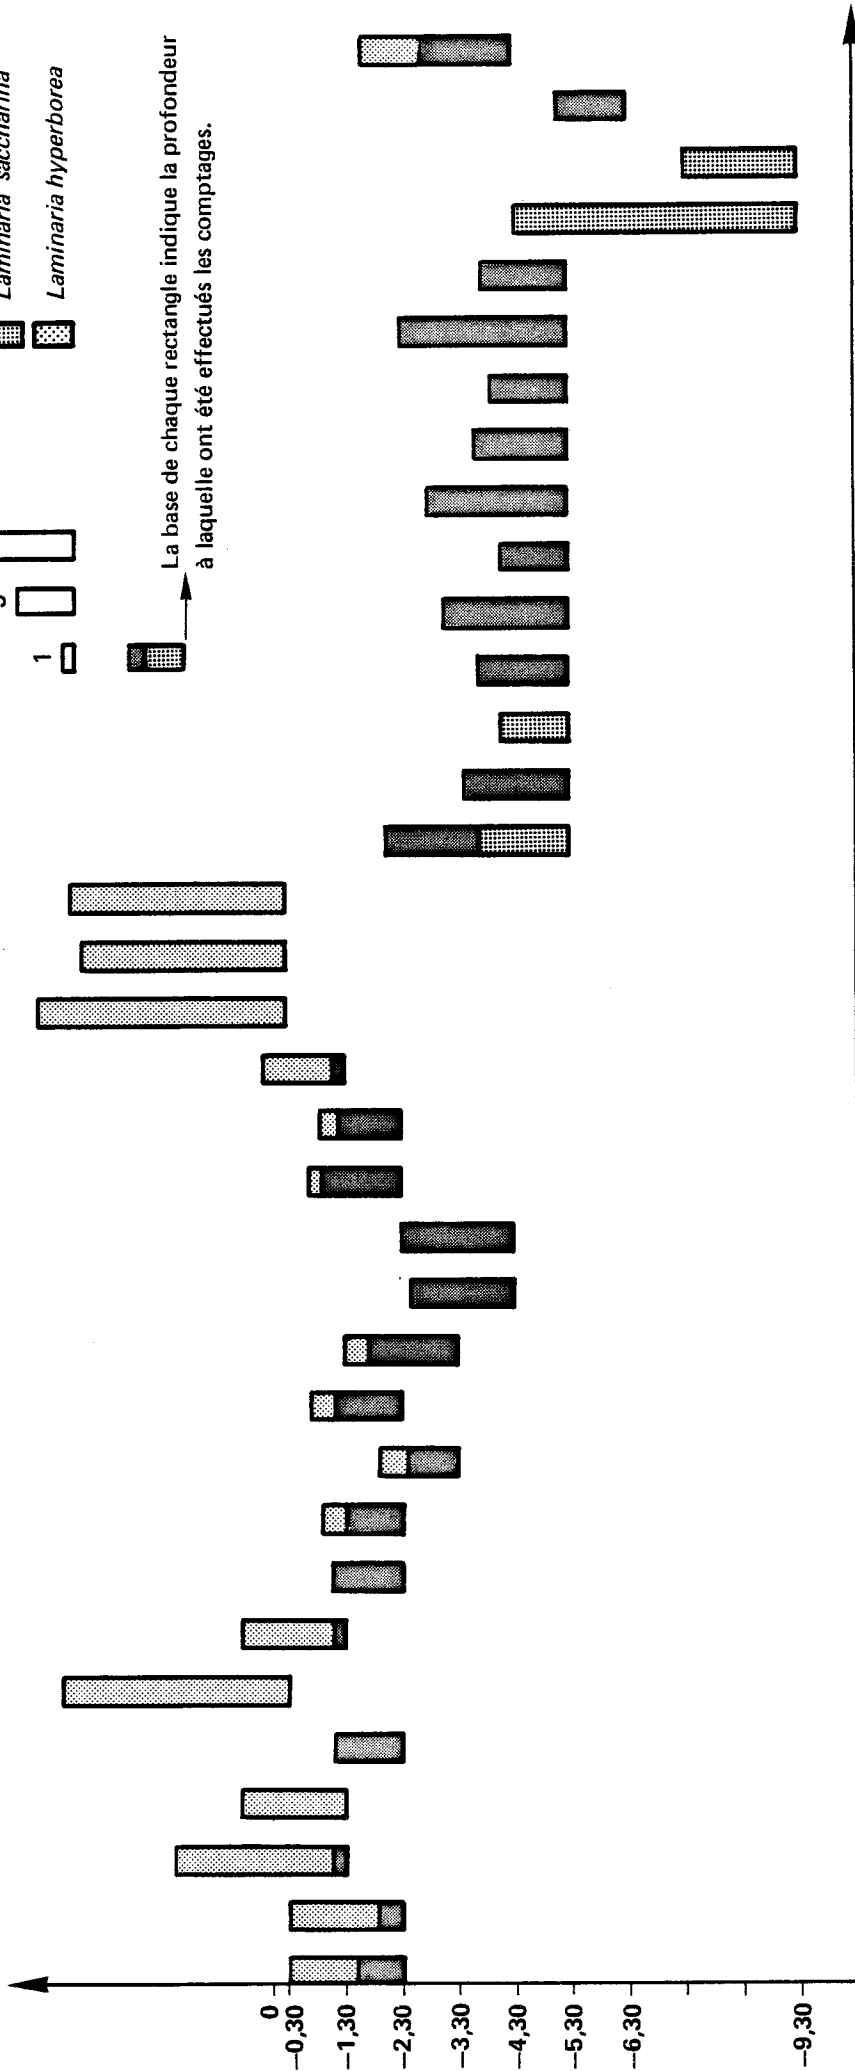 Laminaria saccharina
Laminaria hyperborea
1
La base de chaque rectangle indique la profondeur
à laquelle ont été effectués les comptages.
0
−0,30
−1,30
−2,30
−3,30
−4,30
−5,30
−6,30
−9,30